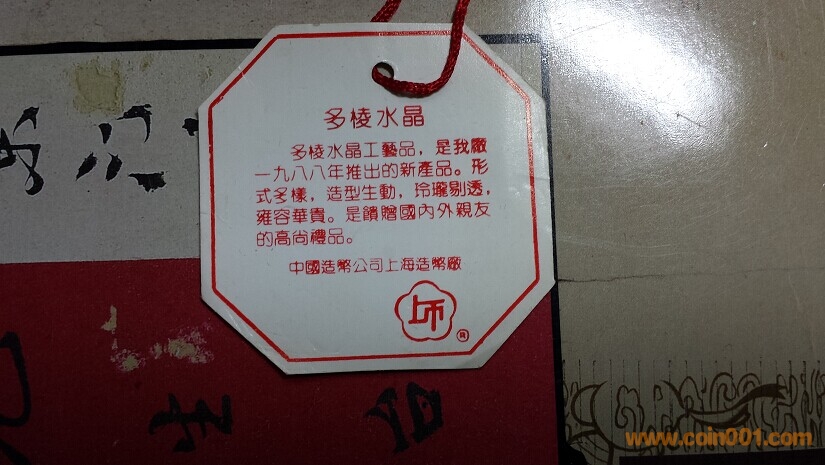 多棱水晶
多棱水晶工藝品，是我廠
一九八八年推出的新產品。形
式多樣，造型生動，玲瓏剔透，
雍容華貴。是饋贈國內外親友
的高尚禮品。
中國造幣公司上海造幣廠
上币
®
www.coin001.com